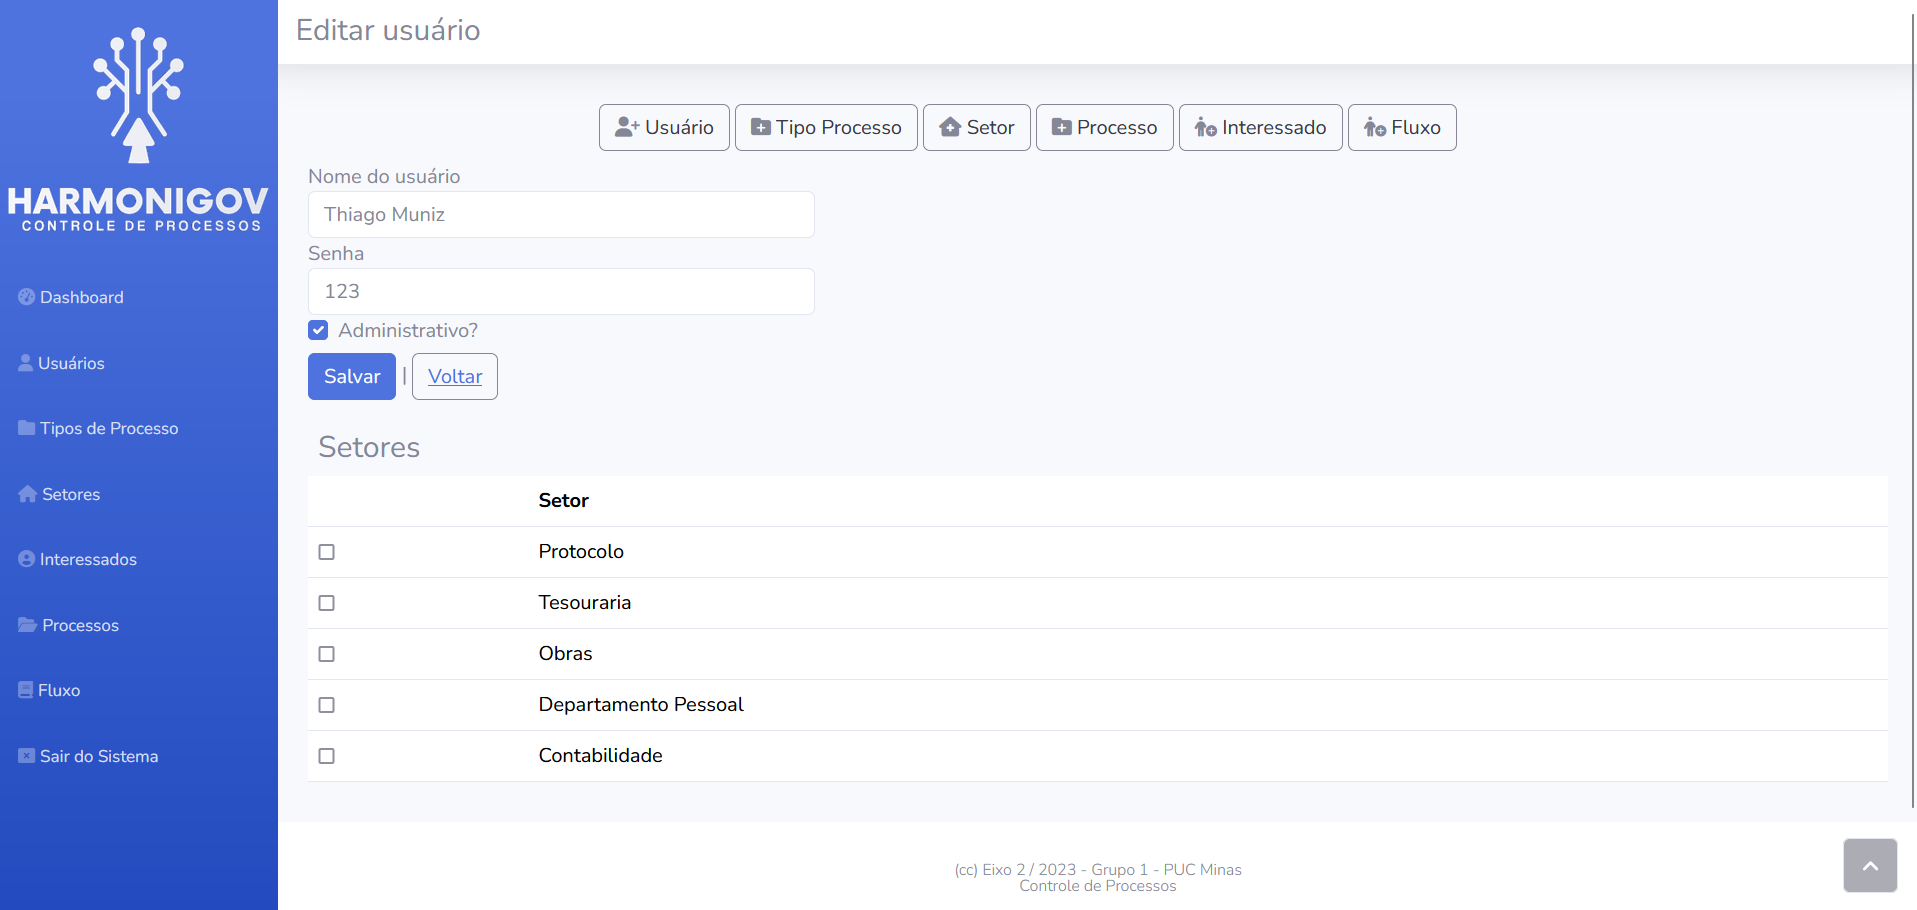 HARMONIGOV
CONTROLE DE PROCESSOS
Dashboard
Usuários
Tipos de Processo
Setores
Interessados
Processos
Fluxo
Sair do Sistema
Editar usuário
Usuário Tipo Processo Setor Processo Interessado Fluxo
Nome do usuário
Thiago Muniz
Senha
123
Administrativo?
Salvar | Voltar
Setores
Setor
Protocolo
Tesouraria
Obras
Departamento Pessoal
Contabilidade
(cc) Eixo 2 / 2023 - Grupo 1 - PUC Minas
Controle de Processos